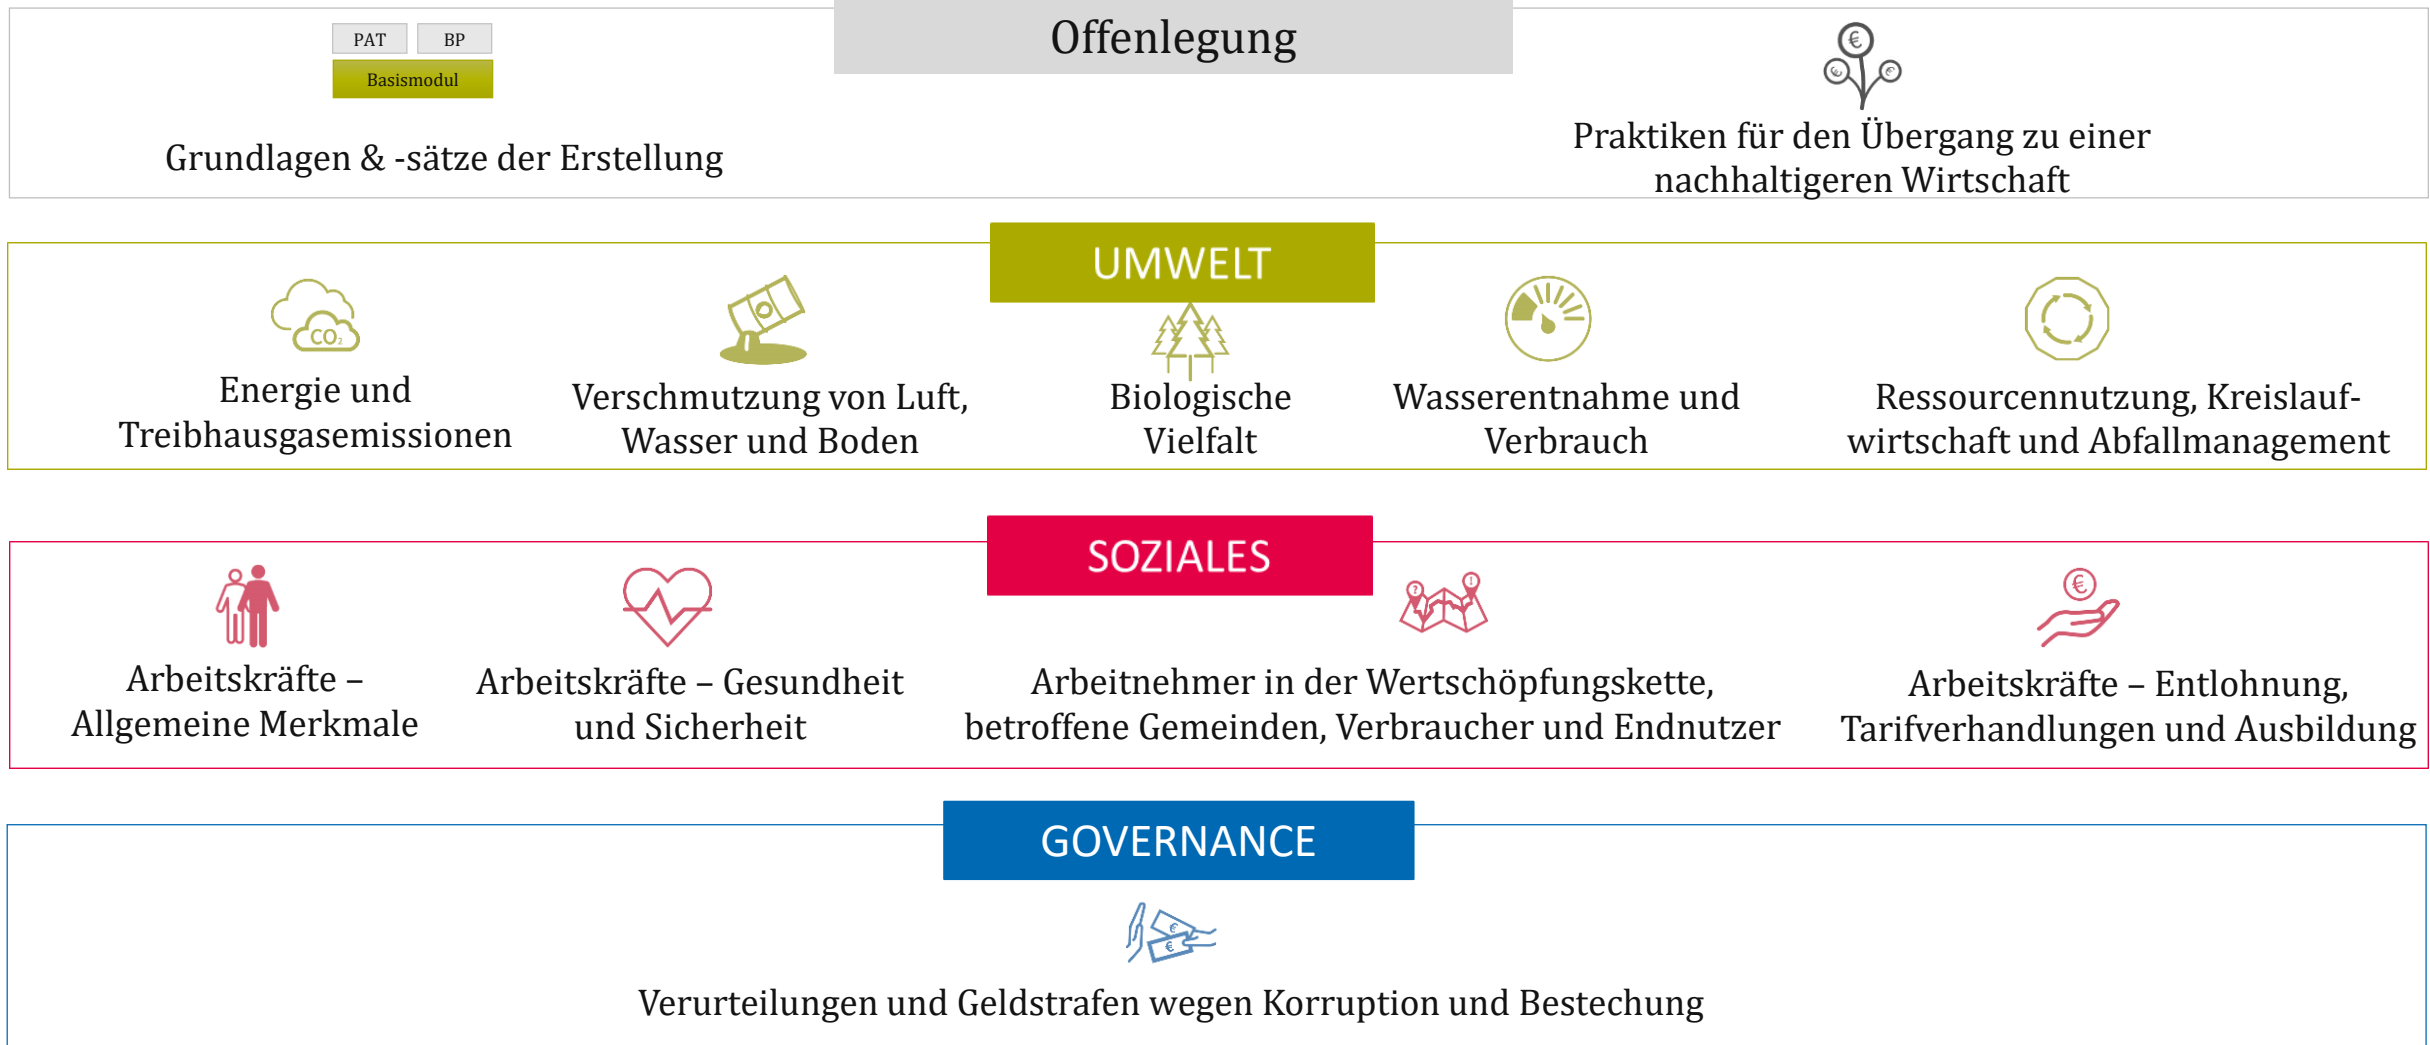 Offenlegung
PAT
BP
Basismodul
Grundlagen & -sätze der Erstellung
€
€
€
Praktiken für den Übergang zu einer
nachhaltigeren Wirtschaft
UMWELT
CO₂
Energie und
Treibhausgasemissionen
Verschmutzung von Luft,
Wasser und Boden
Biologische
Vielfalt
Wasserentnahme und
Verbrauch
Ressourcennutzung, Kreislauf-
wirtschaft und Abfallmanagement
SOZIALES
Arbeitskräfte –
Allgemeine Merkmale
Arbeitskräfte – Gesundheit
und Sicherheit
?
!
Arbeitnehmer in der Wertschöpfungskette,
betroffene Gemeinden, Verbraucher und Endnutzer
€
Arbeitskräfte – Entlohnung,
Tarifverhandlungen und Ausbildung
GOVERNANCE
€
€
Verurteilungen und Geldstrafen wegen Korruption und Bestechung